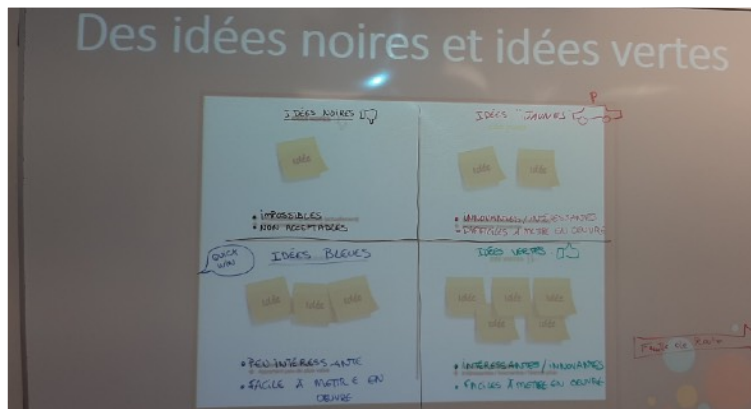 Des idées noires et idées vertes
IDÉES NOIRES
idée
• IMPOSSIBLES
• NON ACCEPTABLES
P
IDÉES "JAUNES
idée idée
• INNOVANTES/INTÉRESSANTES
- DIFFICILES À METTRE EN OEUVRE
QUICK
WIN
IDÉES BLEUES
idée idée idée
• PEU INTÉRESSANTE
• FACILE À METTRE EN
OEUVRE
IDÉES VERTES
idée idée idée
idée idée
• INTÉRESSANTES/INNOVANTES
• FACILES À METTRE EN OEUVRE